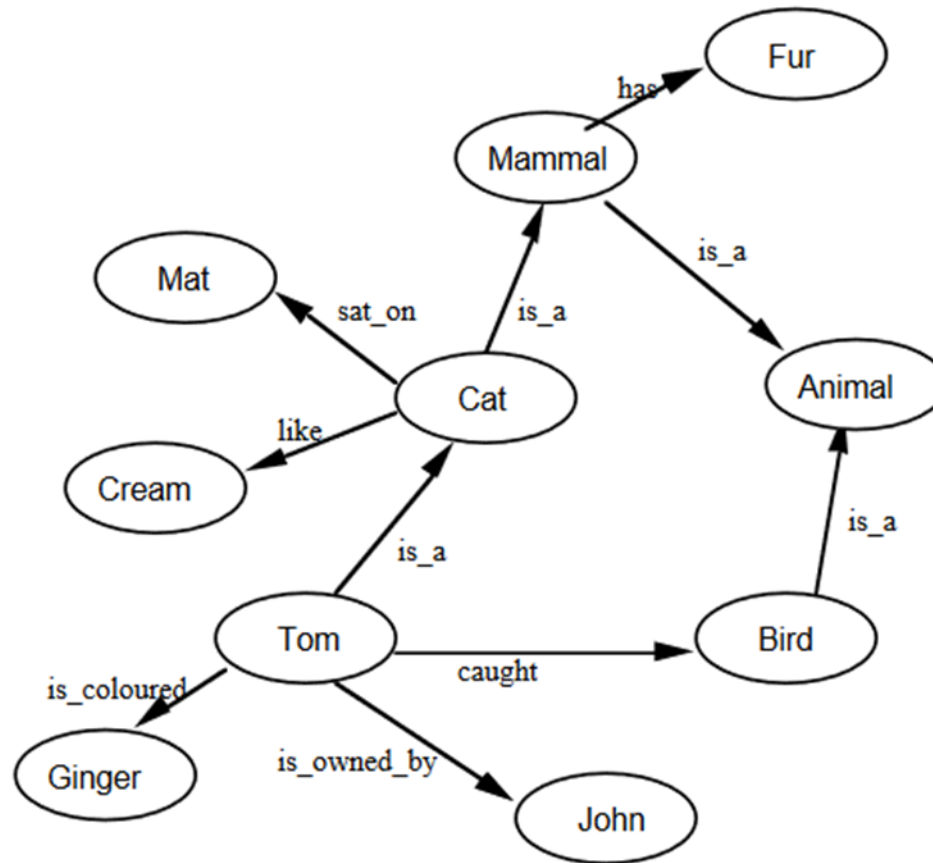 Fur
has
Mammal
is_a
Mat
sat_on
is_a
Cat
Animal
like
Cream
is_a
is_a
Tom
Bird
caught
is_coloured
is_owned_by
Ginger
John